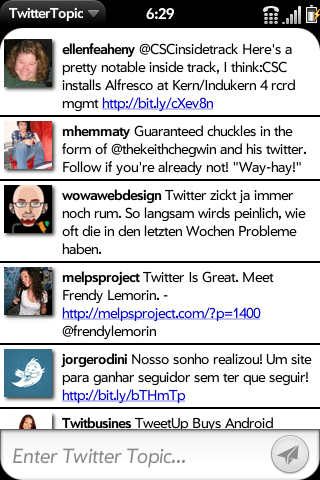 TwitterTopic 6:29
ellenfeaheny @CSCinsidetrack Here's a
pretty notable inside track, I think:CSC
installs Alfresco at Kern/Indukern 4 rcrd
mgmt http://bit.ly/cXev8n
mhemmaty Guaranteed chuckles in the
form of @thekeithchegwin and his twitter.
Follow if you're already not! "Way-hay!"
wowawebdesign Twitter zickt ja immer
noch rum. So langsam wirds peinlich, wie
oft die in den letzten Wochen Probleme
haben.
melpsproject Twitter Is Great. Meet
Frendy Lemorin. -
http://melpsproject.com/?p=1400
@frendylemorin
jorgerodini Nosso sonho realizou! Um site
para ganhar seguidor sem ter que seguir!
http://bit.ly/bTHmTp
Twitbusines TweetUp Buys Android
Enter Twitter Topic...